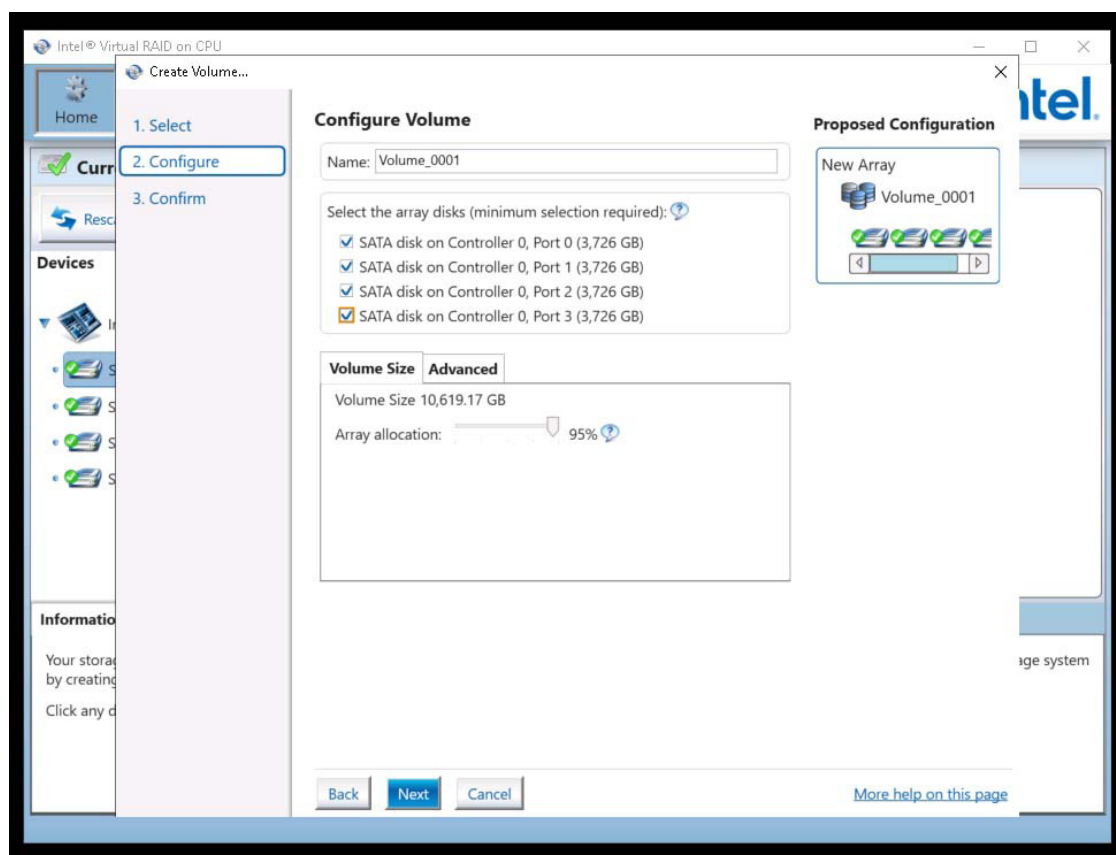 Intel® Virtual RAID on CPU
Create Volume...
Home
intel.
1. Select
2. Configure
3. Confirm
Configure Volume
Name: Volume_0001
Select the array disks (minimum selection required):
SATA disk on Controller 0, Port 0 (3,726 GB)
SATA disk on Controller 0, Port 1 (3,726 GB)
SATA disk on Controller 0, Port 2 (3,726 GB)
SATA disk on Controller 0, Port 3 (3,726 GB)
Volume Size Advanced
Volume Size 10,619.17 GB
Array allocation: 95%
Proposed Configuration
New Array
Volume_0001
Curr
Resc
Devices
Informatio
Your storag
age system
by creating
Click any d
Back Next Cancel
More help on this page